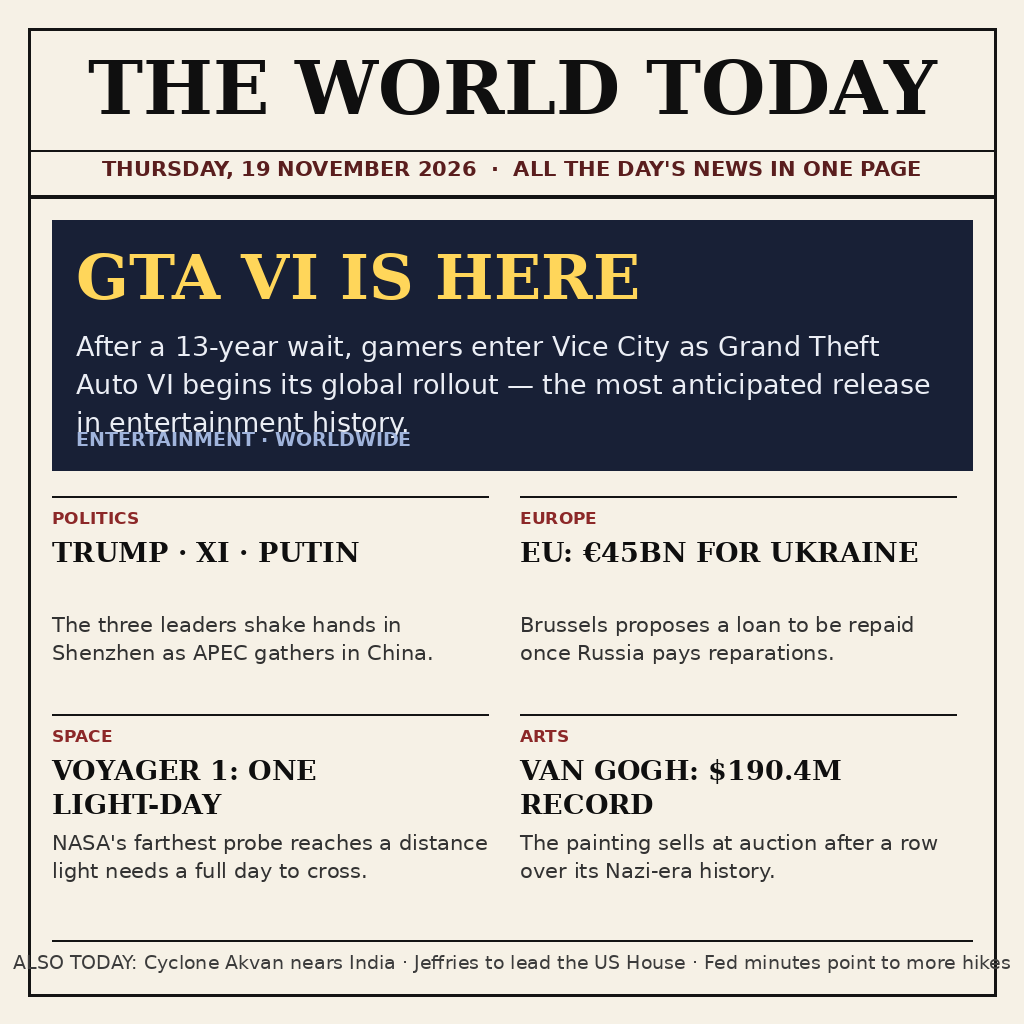 THE WORLD TODAY
THURSDAY, 19 NOVEMBER 2026 · ALL THE DAY'S NEWS IN ONE PAGE
GTA VI IS HERE
After a 13-year wait, gamers enter Vice City as Grand Theft
Auto VI begins its global rollout — the most anticipated release
in entertainment history.
ENTERTAINMENT · WORLDWIDE
POLITICS
TRUMP · XI · PUTIN
The three leaders shake hands in
Shenzhen as APEC gathers in China.
EUROPE
EU: €45BN FOR UKRAINE
Brussels proposes a loan to be repaid
once Russia pays reparations.
SPACE
VOYAGER 1: ONE
LIGHT-DAY
NASA's farthest probe reaches a distance
light needs a full day to cross.
ARTS
VAN GOGH: $190.4M
RECORD
The painting sells at auction after a row
over its Nazi-era history.
ALSO TODAY: Cyclone Akvan nears India · Jeffries to lead the US House · Fed minutes point to more hikes